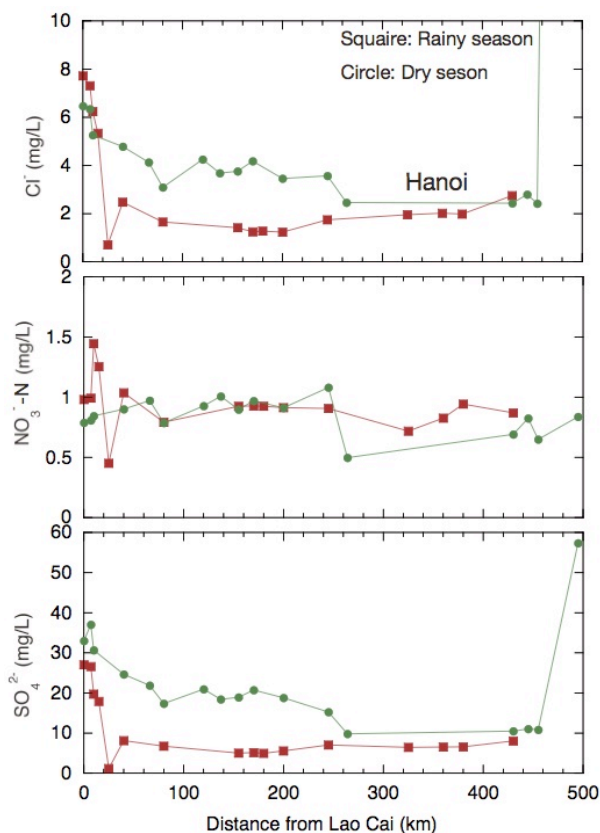 10
Squaire: Rainy season
8
Circle: Dry seson
6
Cl⁻ (mg/L)
4
Hanoi
2
0
2
1.5
NO₃⁻-N (mg/L)
1
0.5
0
60
50
40
SO₄²⁻ (mg/L)
30
20
10
0
0 100 200 300 400 500
Distance from Lao Cai (km)